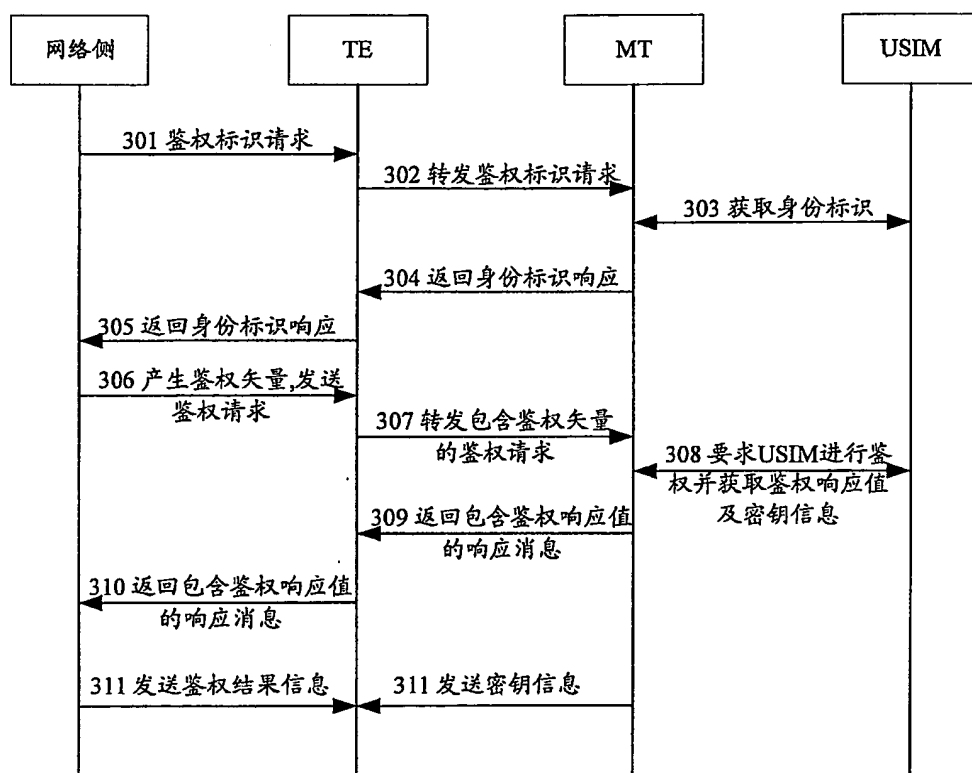 网络侧
TE
MT
USIM
301 鉴权标识请求
302 转发鉴权标识请求
303 获取身份标识
304 返回身份标识响应
305 返回身份标识响应
306 产生鉴权矢量,发送
鉴权请求
307 转发包含鉴权矢量
的鉴权请求
308 要求USIM进行鉴
权并获取鉴权响应值
及密钥信息
309 返回包含鉴权响应值
的响应消息
310 返回包含鉴权响应值
的响应消息
311 发送鉴权结果信息
311 发送密钥信息